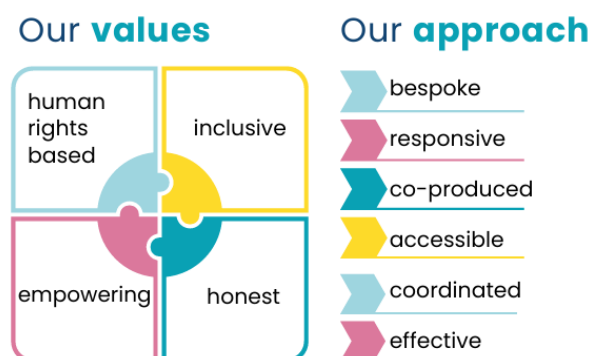 Our values
human
rights
based
inclusive
empowering
honest
Our approach
bespoke
responsive
co-produced
accessible
coordinated
effective